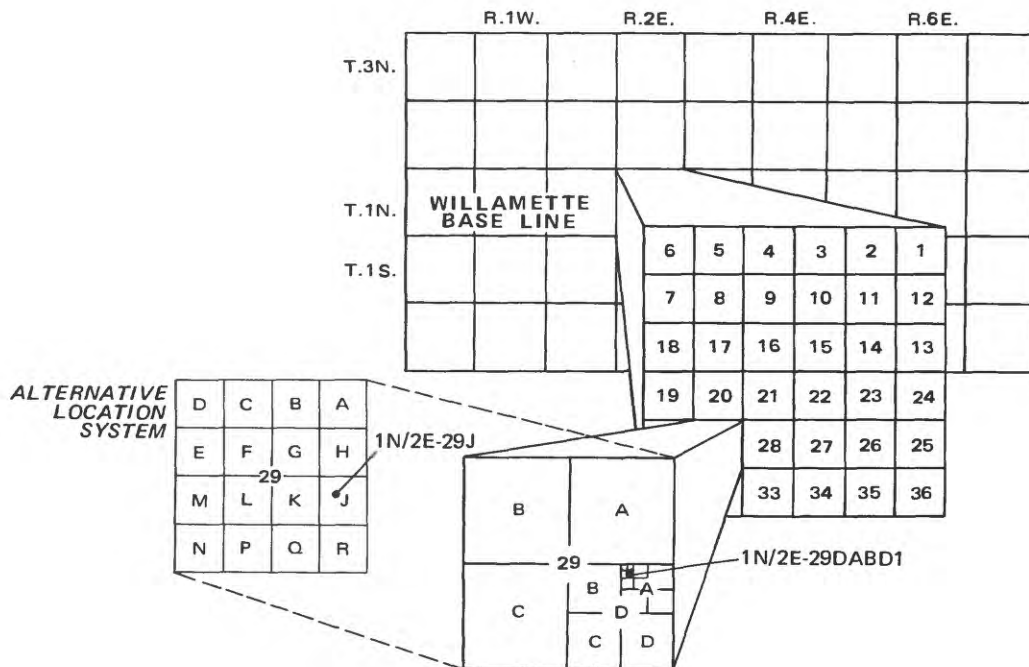 R.1W. R.2E. R.4E. R.6E.
T.3N.
T.1N.
WILLAMETTE
BASE LINE
T.1S.
6 5 4 3 2 1
7 8 9 10 11 12
18 17 16 15 14 13
19 20 21 22 23 24
28 27 26 25
33 34 35 36
ALTERNATIVE
LOCATION
SYSTEM
D C B A
E F G H
29
M L K J
N P Q R
1N/2E-29J
B A
29
B A
C D
C D
1N/2E-29DABD1